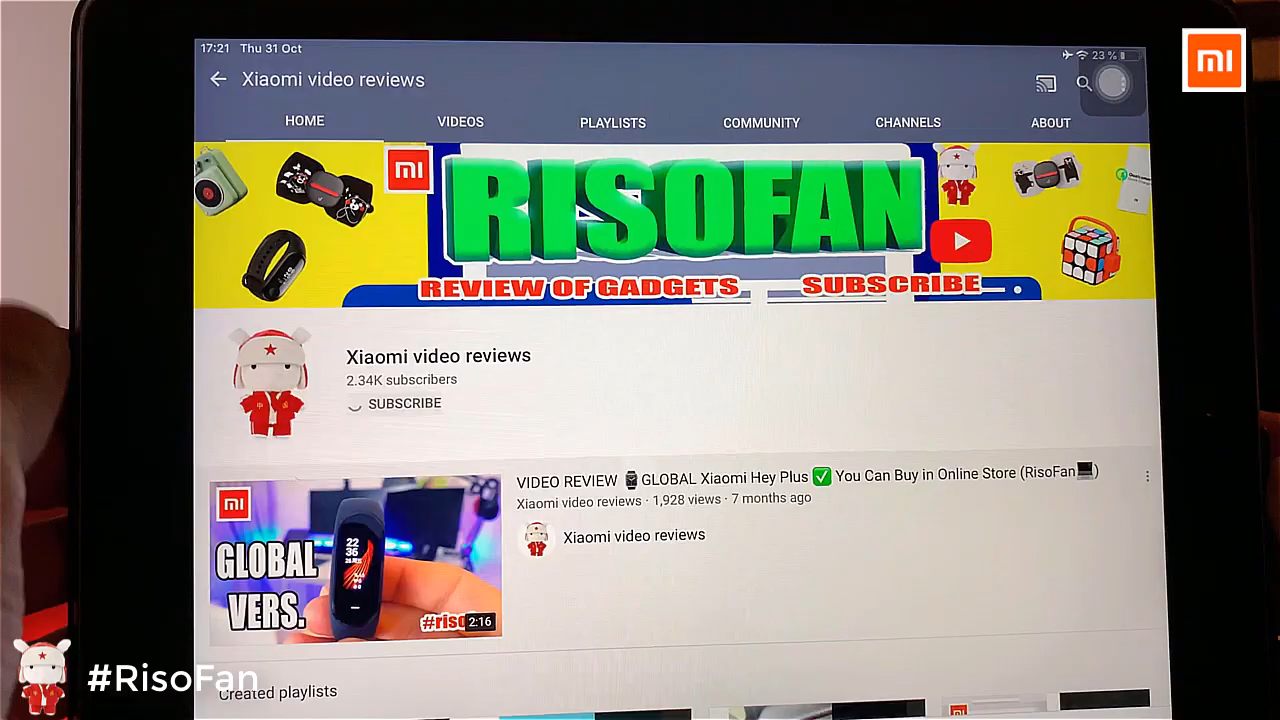 17:21 Thu 31 Oct
23 %
mi
Xiaomi video reviews
HOME VIDEOS PLAYLISTS COMMUNITY CHANNELS ABOUT
mi
RISOFAN
REVIEW OF GADGETS SUBSCRIBE
Xiaomi video reviews
2.34K subscribers
SUBSCRIBE
VIDEO REVIEW ⌚GLOBAL Xiaomi Hey Plus ✅ You Can Buy in Online Store (RisoFan💻)
Xiaomi video reviews · 1,928 views · 7 months ago
Xiaomi video reviews
mi
22
36
GLOBAL
VERS.
#riso
2:16
#RisoFan
Created playlists
mi